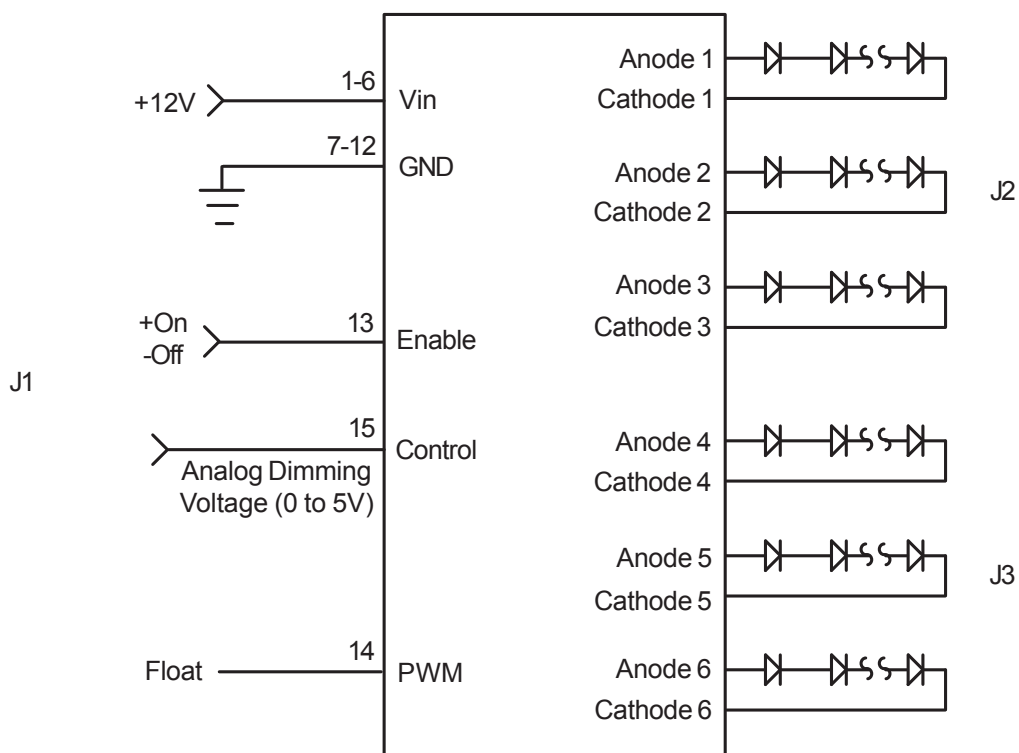 J1
+12V
1-6
Vin
7-12
GND
+On
-Off
13
Enable
15
Control
Analog Dimming
Voltage (0 to 5V)
Float
14
PWM
Anode 1
Cathode 1
Anode 2
Cathode 2
Anode 3
Cathode 3
J2
Anode 4
Cathode 4
Anode 5
Cathode 5
Anode 6
Cathode 6
J3